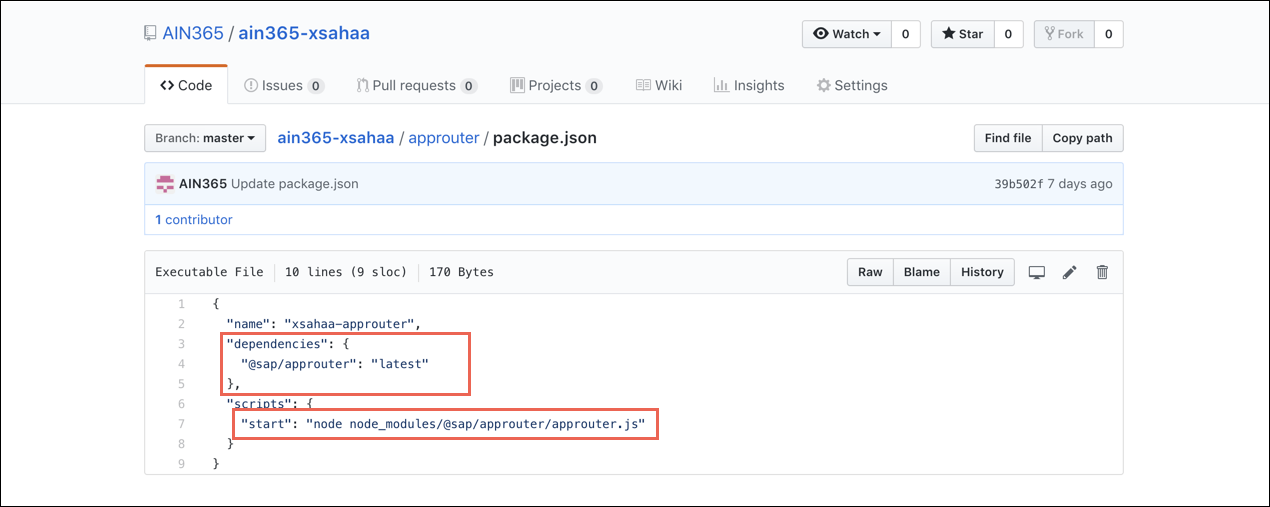 AIN365 / ain365-xsahaa
Watch 0 Star 0 Fork 0
Code Issues 0 Pull requests 0 Projects 0 Wiki Insights Settings
Branch: master ain365-xsahaa / approuter / package.json Find file Copy path
AIN365 Update package.json 39b502f 7 days ago
1 contributor
Executable File 10 lines (9 sloc) 170 Bytes Raw Blame History
1 {
2 "name": "xsahaa-approuter",
3 "dependencies": {
4 "@sap/approuter": "latest"
5 },
6 "scripts": {
7 "start": "node node_modules/@sap/approuter/approuter.js"
8 }
9 }